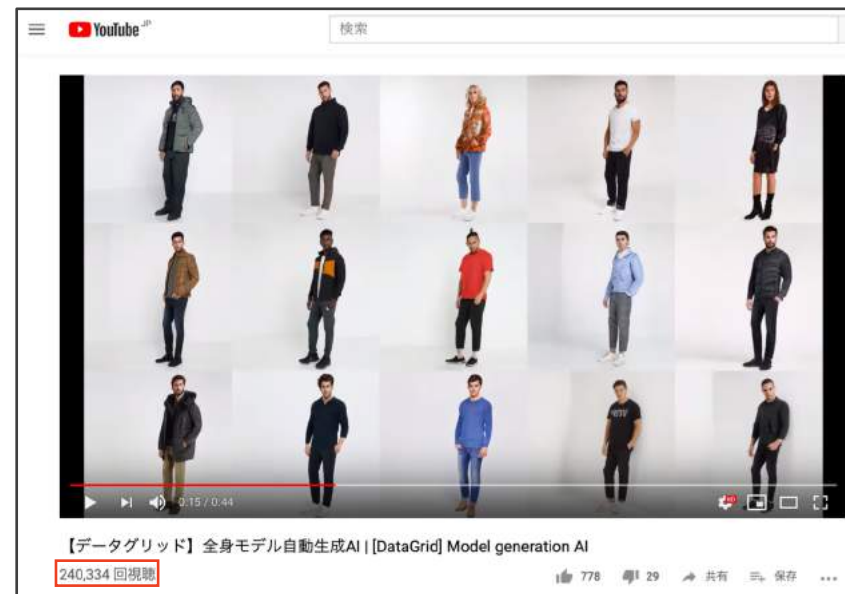 YouTube JP
検索
0:15 / 0:44
HD
【データグリッド】全身モデル自動生成AI | [DataGrid] Model generation AI
240,334 回視聴
778 29 共有 保存